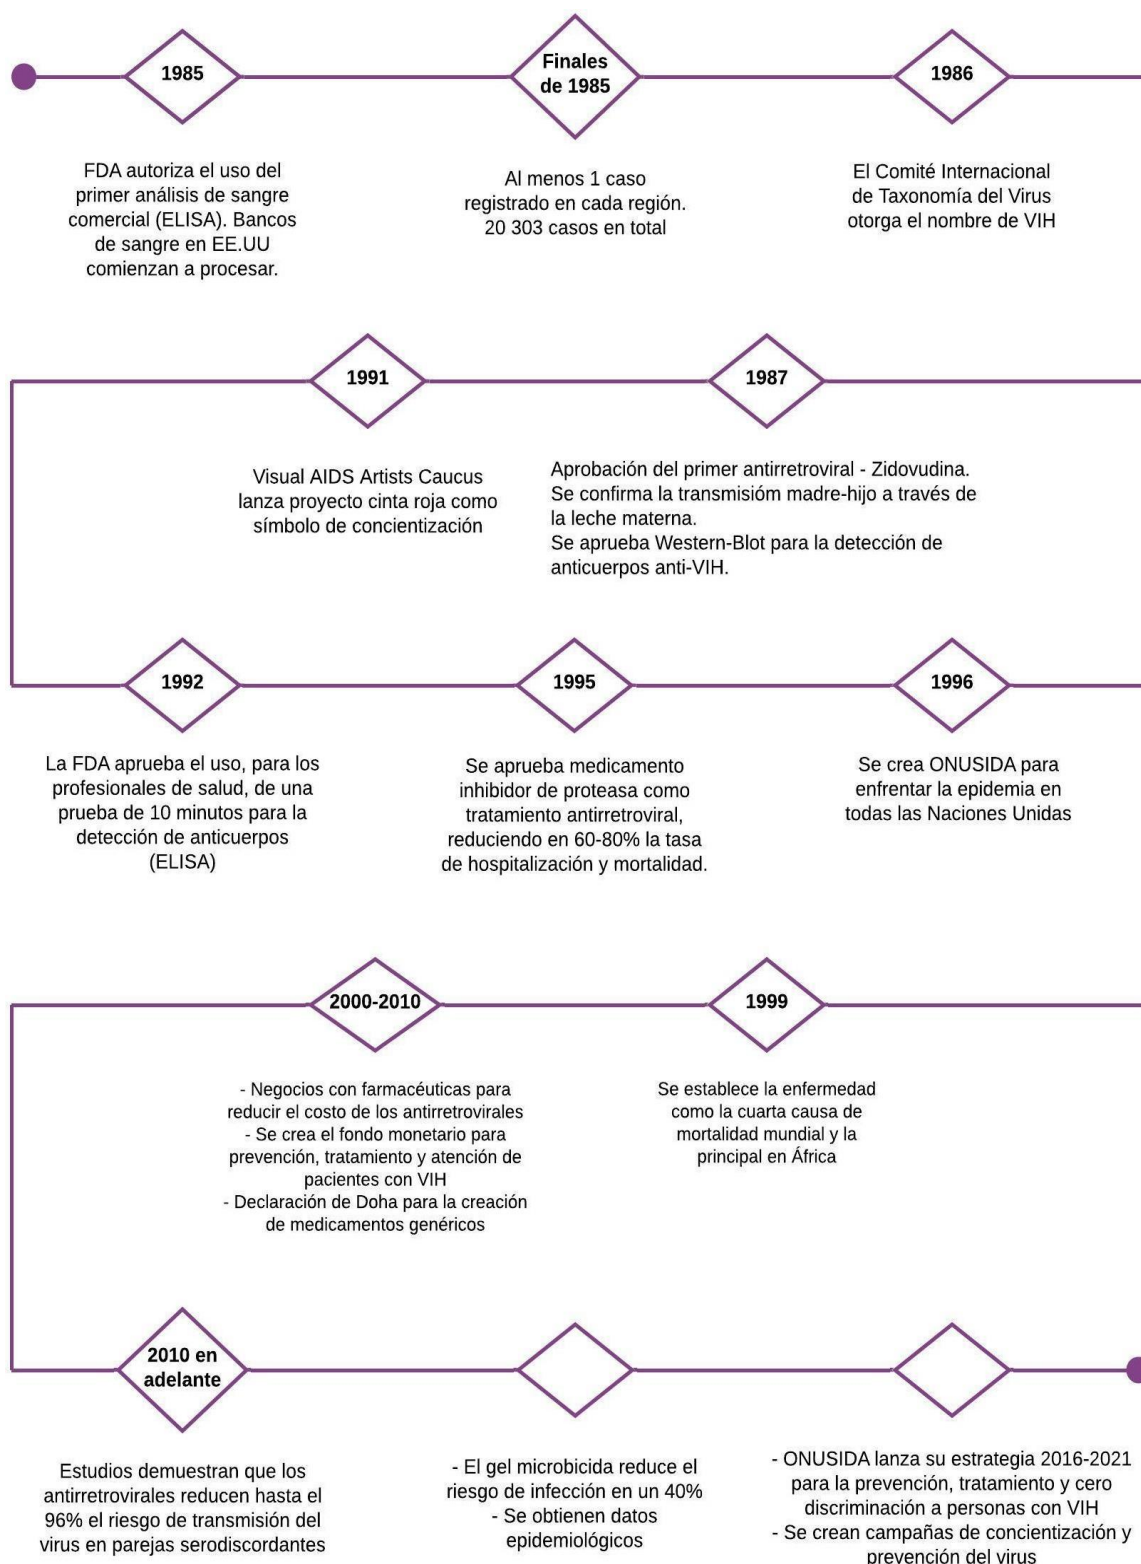 1985
FDA autoriza el uso del
primer análisis de sangre
comercial (ELISA). Bancos
de sangre en EE.UU
comienzan a procesar.
Finales
de 1985
Al menos 1 caso
registrado en cada región.
20 303 casos en total
1986
El Comité Internacional
de Taxonomía del Virus
otorga el nombre de VIH
1987
Aprobación del primer antirretroviral - Zidovudina.
Se confirma la transmisióm madre-hijo a través de
la leche materna.
Se aprueba Western-Blot para la detección de
anticuerpos anti-VIH.
1991
Visual AIDS Artists Caucus
lanza proyecto cinta roja como
símbolo de concientización
1992
La FDA aprueba el uso, para los
profesionales de salud, de una
prueba de 10 minutos para la
detección de anticuerpos
(ELISA)
1995
Se aprueba medicamento
inhibidor de proteasa como
tratamiento antirretroviral,
reduciendo en 60-80% la tasa
de hospitalización y mortalidad.
1996
Se crea ONUSIDA para
enfrentar la epidemia en
todas las Naciones Unidas
1999
Se establece la enfermedad
como la cuarta causa de
mortalidad mundial y la
principal en África
2000-2010
- Negocios con farmacéuticas para
reducir el costo de los antirretrovirales
- Se crea el fondo monetario para
prevención, tratamiento y atención de
pacientes con VIH
- Declaración de Doha para la creación
de medicamentos genéricos
2010 en
adelante
Estudios demuestran que los
antirretrovirales reducen hasta el
96% el riesgo de transmisión del
virus en parejas serodiscordantes
- El gel microbicida reduce el
riesgo de infección en un 40%
- Se obtienen datos
epidemiológicos
- ONUSIDA lanza su estrategia 2016-2021
para la prevención, tratamiento y cero
discriminación a personas con VIH
- Se crean campañas de concientización y
prevención del virus